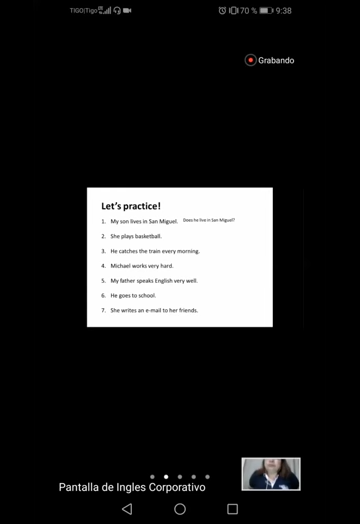 TIGO|Tigo 70 % 9:38
Grabando
Let's practice!
1. My son lives in San Miguel. Does he live in San Miguel?
2. She plays basketball.
3. He catches the train every morning.
4. Michael works very hard.
5. My father speaks English very well.
6. He goes to school.
7. She writes an e-mail to her friends.
Pantalla de Ingles Corporativo